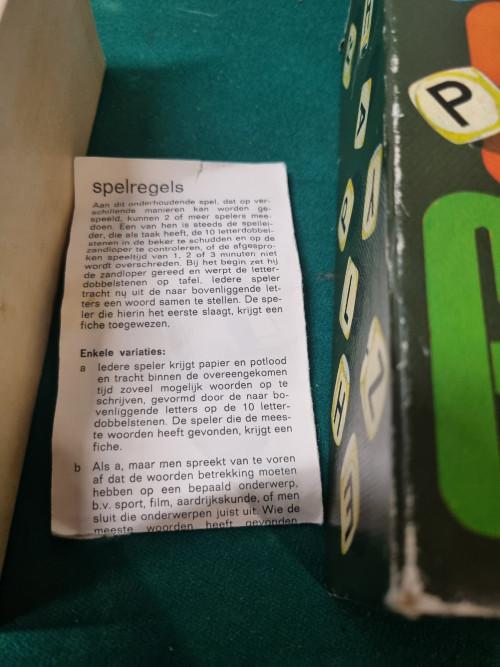 spelregels
Aan dit onderhoudende spel, dat op ver-
schillende manieren kan worden ge-
speeld, kunnen 2 of meer spelers mee-
doen. Een van hen is steeds de spellei-
der, die als taak heeft, de 10 letterdobbel-
stenen in de beker te schudden en op de
zandloper te controleren, of de afgespro-
ken speeltijd van 1, 2 of 3 minuten niet
wordt overschreden. Bij het begin zet hij
de zandloper gereed en werpt de letter-
dobbelstenen op tafel. Iedere speler
tracht nu uit de naar bovenliggende let-
ters een woord samen te stellen. De spe-
ler die hierin het eerste slaagt, krijgt een
fiche toegewezen.
Enkele variaties:
a Iedere speler krijgt papier en potlood
en tracht binnen de overeengekomen
tijd zoveel mogelijk woorden op te
schrijven, gevormd door de naar bo-
venliggende letters op de 10 letter-
dobbelstenen. De speler die de mees-
te woorden heeft gevonden, krijgt een
fiche.
b Als a, maar men spreekt van te voren
af dat de woorden betrekking moeten
hebben op een bepaald onderwerp,
b.v. sport, film, aardrijkskunde, of men
sluit die onderwerpen juist uit. Wie de
meeste woorden heeft gevonden
P
A
H